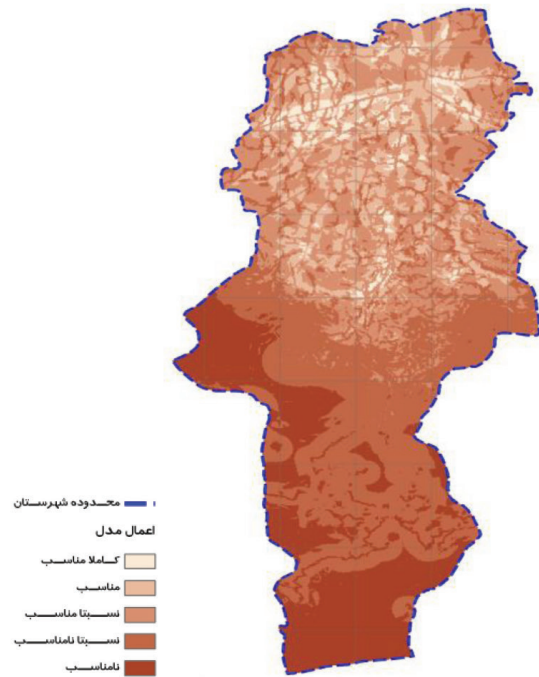 محدوده شهرستان
اعمال مدل
کاملا مناسب
مناسب
نسبتا مناسب
نسبتا نامناسب
نامناسب